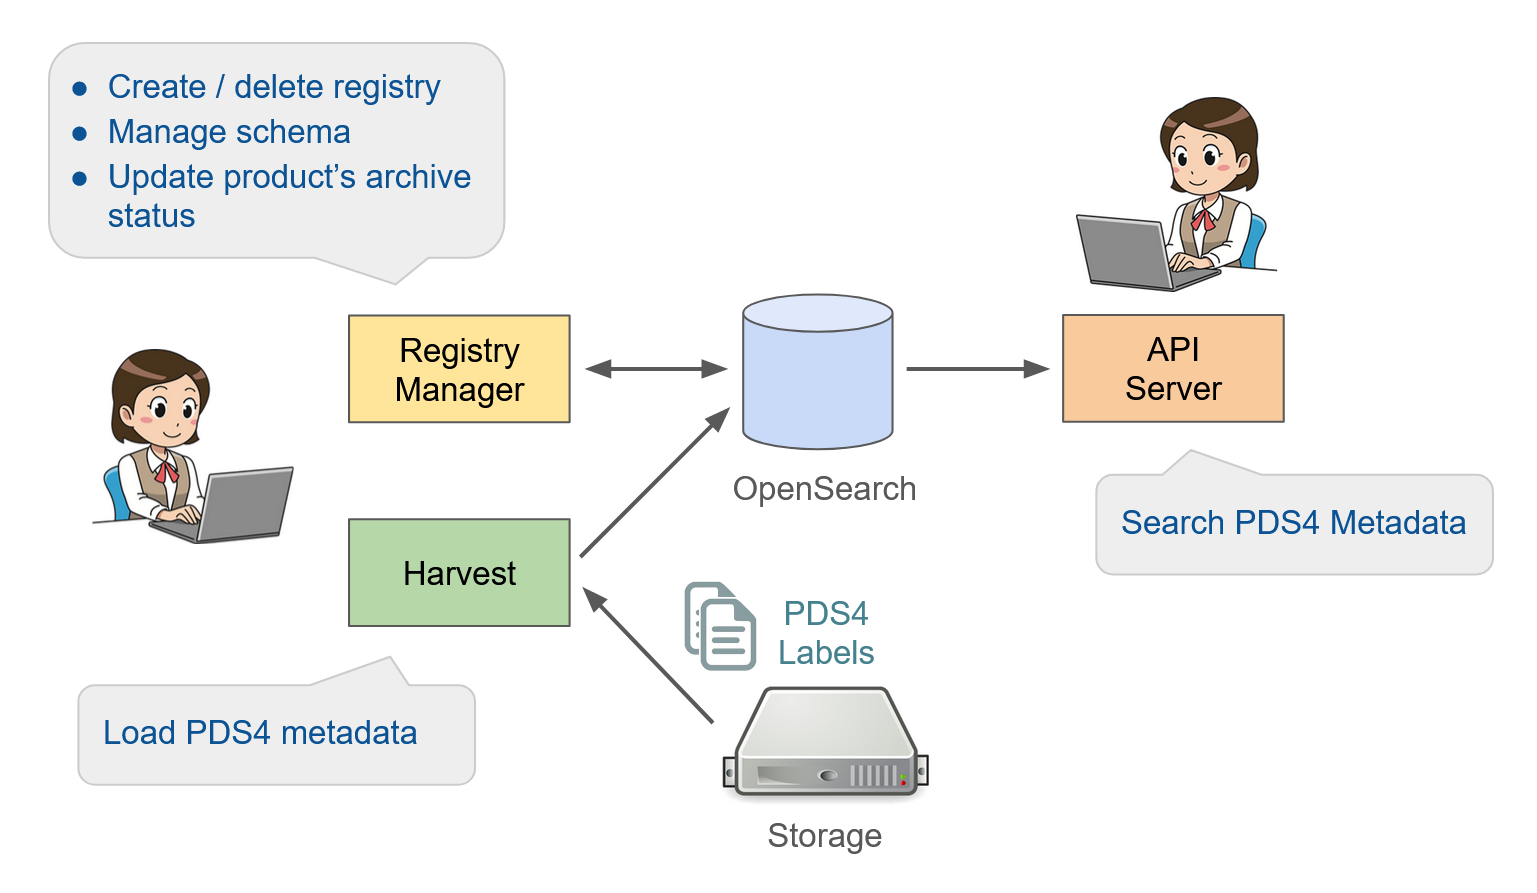 ● Create / delete registry
● Manage schema
● Update product’s archive
status
Registry
Manager
OpenSearch
API
Server
Search PDS4 Metadata
Harvest
PDS4
Labels
Load PDS4 metadata
Storage